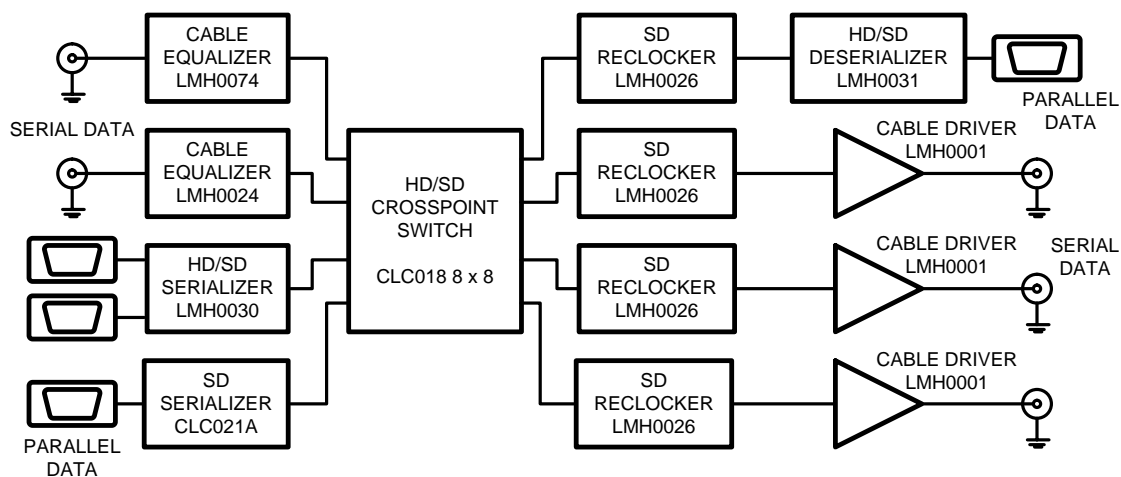 CABLE
EQUALIZER
LMH0074
SERIAL DATA
CABLE
EQUALIZER
LMH0024
HD/SD
SERIALIZER
LMH0030
SD
SERIALIZER
CLC021A
PARALLEL
DATA
HD/SD
CROSSPOINT
SWITCH
CLC018 8 x 8
SD
RECLOCKER
LMH0026
HD/SD
DESERIALIZER
LMH0031
PARALLEL
DATA
SD
RECLOCKER
LMH0026
CABLE DRIVER
LMH0001
SD
RECLOCKER
LMH0026
CABLE DRIVER
LMH0001
SERIAL
DATA
SD
RECLOCKER
LMH0026
CABLE DRIVER
LMH0001